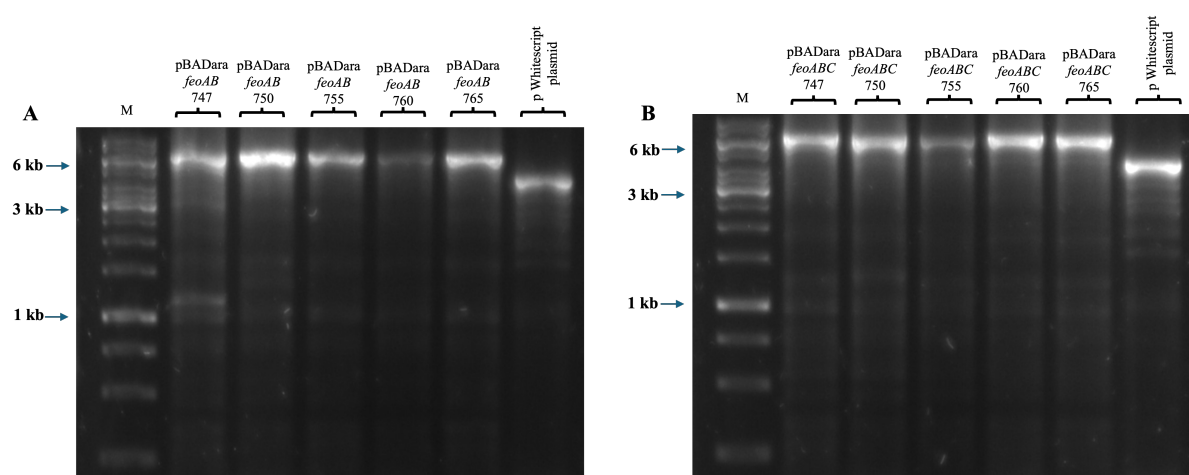 A
M
pBADara
feoAB
747
pBADara
feoAB
750
pBADara
feoAB
755
pBADara
feoAB
760
pBADara
feoAB
765
p Whitescript
plasmid
6 kb
3 kb
1 kb
B
M
pBADara
feoABC
747
pBADara
feoABC
750
pBADara
feoABC
755
pBADara
feoABC
760
pBADara
feoABC
765
p Whitescript
plasmid
6 kb
3 kb
1 kb